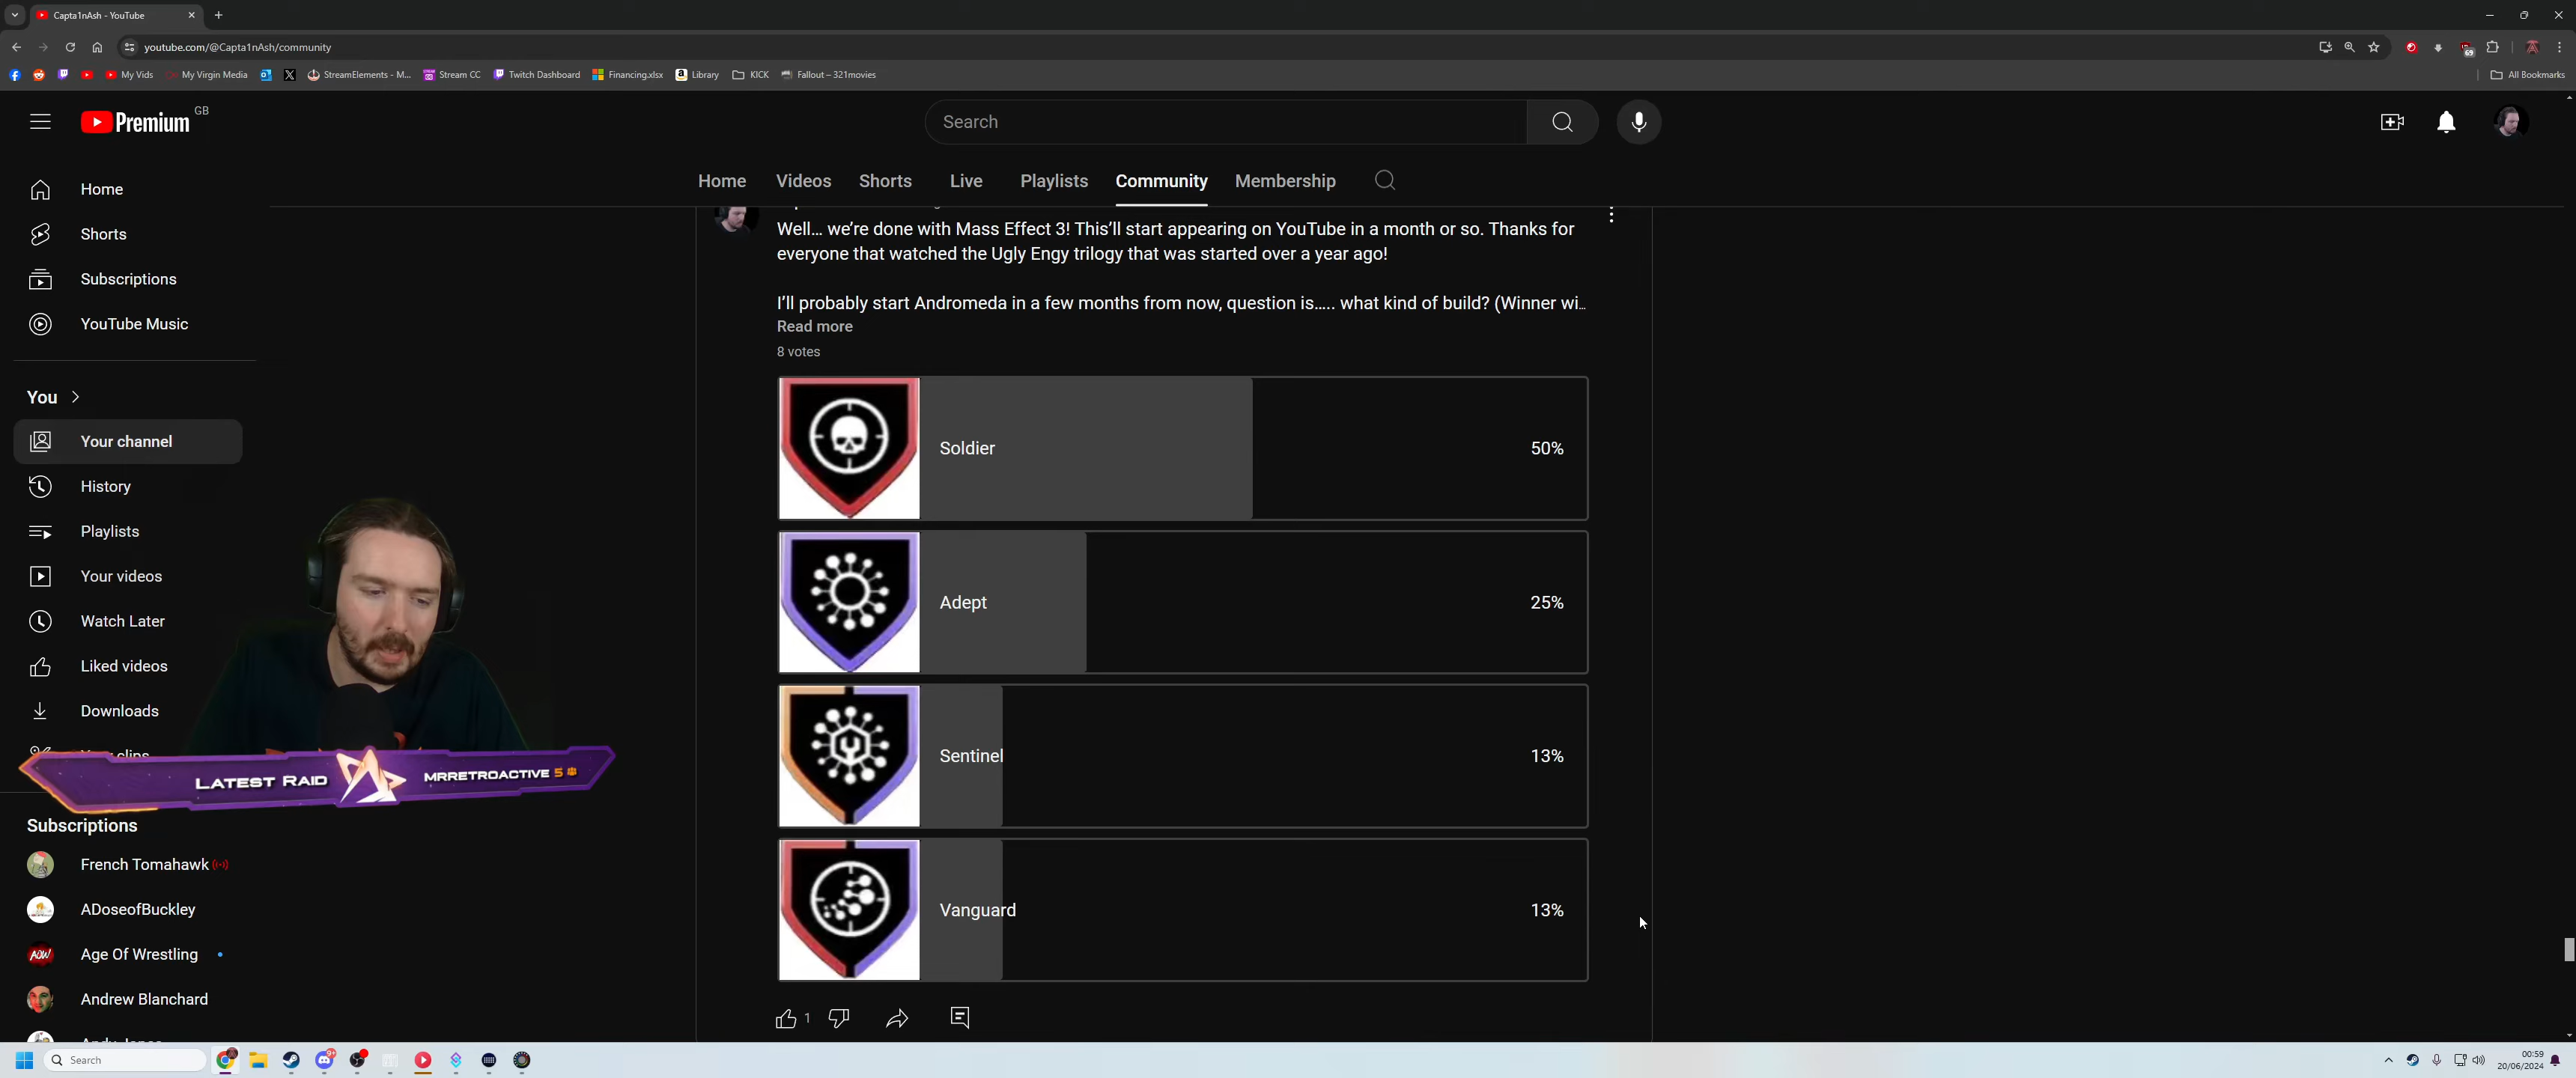 Capta1nAsh - YouTube
youtube.com/@Capta1nAsh/community
69
My Vids
My Virgin Media
StreamElements - M...
Stream CC
Twitch Dashboard
Financing.xlsx
Library
KICK
Fallout – 321movies
All Bookmarks
Premium GB
Search
Home
Videos
Shorts
Live
Playlists
Community
Membership
Home
Shorts
Subscriptions
YouTube Music
You
Your channel
History
Playlists
Your videos
Watch Later
Liked videos
Downloads
LATEST RAID
MRRETROACTIVE 5
Subscriptions
French Tomahawk
ADoseofBuckley
AOW
Age Of Wrestling
Andrew Blanchard
Well... we're done with Mass Effect 3! This'll start appearing on YouTube in a month or so. Thanks for
everyone that watched the Ugly Engy trilogy that was started over a year ago!
I'll probably start Andromeda in a few months from now, question is..... what kind of build? (Winner wi...
Read more
8 votes
Soldier
50%
Adept
25%
Sentinel
13%
Vanguard
13%
1
Search
9+
00:59
20/06/2024